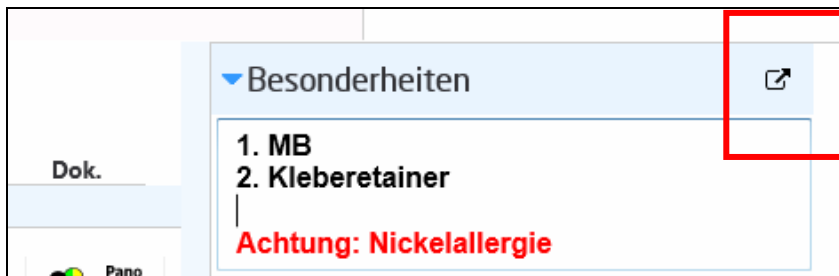 Besonderheiten
1. MB
2. Kleberetainer
Dok.
Achtung: Nickelallergie
Pano